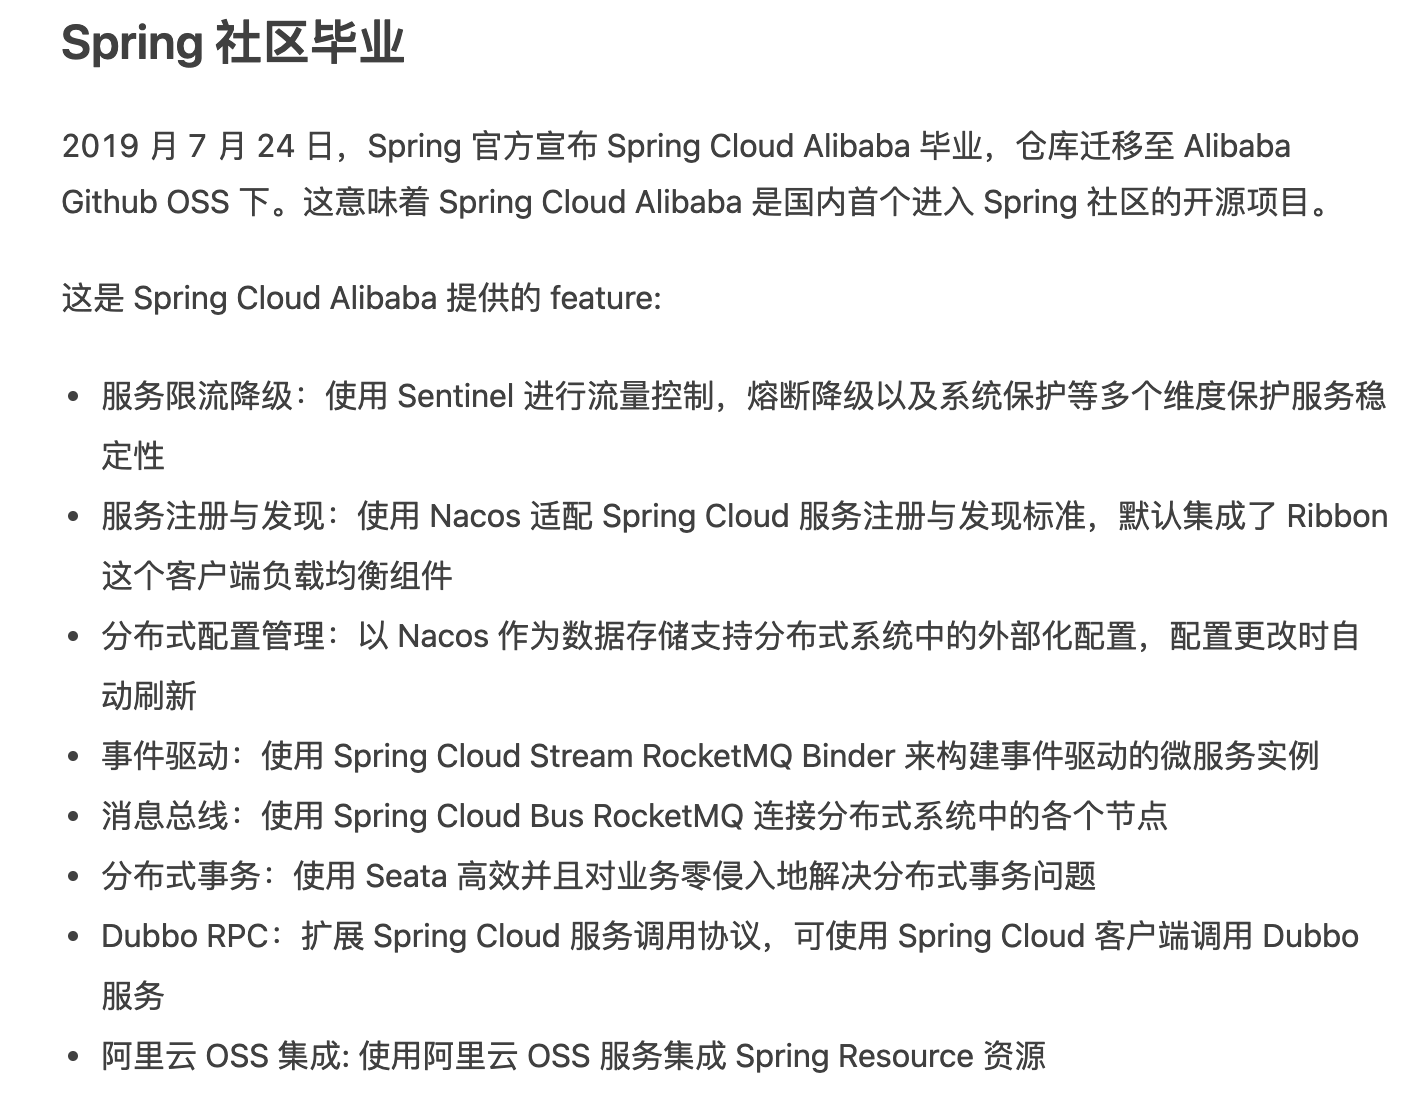 Spring 社区毕业
2019 月 7 月 24 日，Spring 官方宣布 Spring Cloud Alibaba 毕业，仓库迁移至 Alibaba
Github OSS 下。这意味着 Spring Cloud Alibaba 是国内首个进入 Spring 社区的开源项目。
这是 Spring Cloud Alibaba 提供的 feature:
• 服务限流降级：使用 Sentinel 进行流量控制，熔断降级以及系统保护等多个维度保护服务稳
定性
• 服务注册与发现：使用 Nacos 适配 Spring Cloud 服务注册与发现标准，默认集成了 Ribbon
这个客户端负载均衡组件
• 分布式配置管理：以 Nacos 作为数据存储支持分布式系统中的外部化配置，配置更改时自
动刷新
• 事件驱动：使用 Spring Cloud Stream RocketMQ Binder 来构建事件驱动的微服务实例
• 消息总线：使用 Spring Cloud Bus RocketMQ 连接分布式系统中的各个节点
• 分布式事务：使用 Seata 高效并且对业务零侵入地解决分布式事务问题
• Dubbo RPC：扩展 Spring Cloud 服务调用协议，可使用 Spring Cloud 客户端调用 Dubbo
服务
• 阿里云 OSS 集成: 使用阿里云 OSS 服务集成 Spring Resource 资源